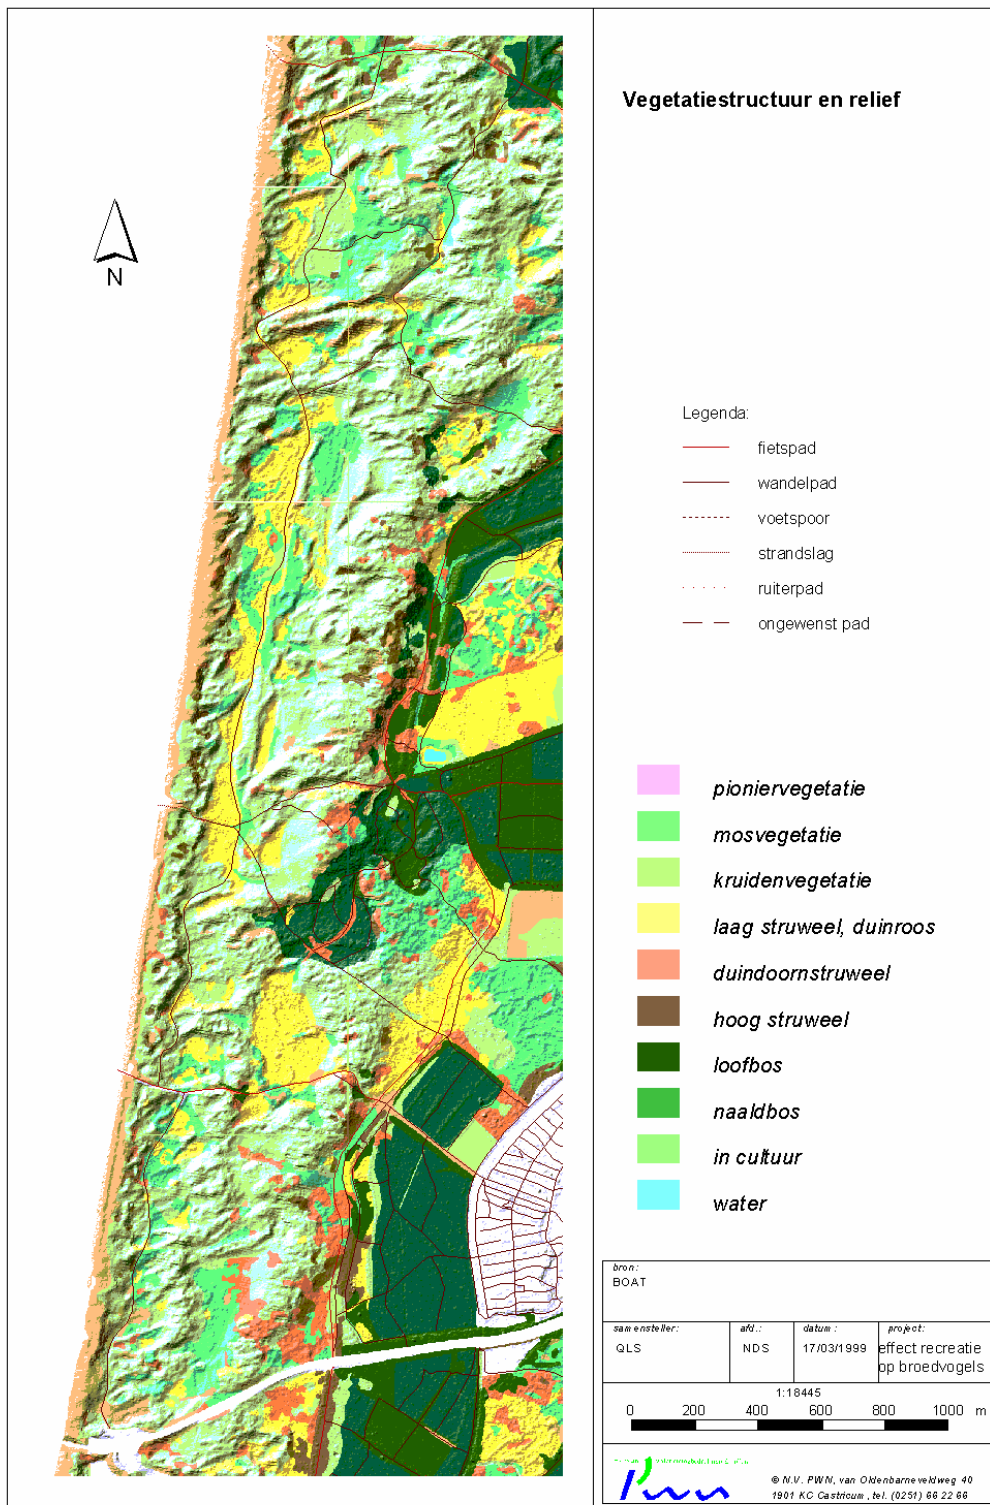 Vegetatiestructuur en relief
N
Legenda:
fietspad
wandelpad
voetspoor
strandslag
ruiterpad
ongewenst pad
pioniervegetatie
mosvegetatie
kruidenvegetatie
laag struweel, duinroos
duindoornstruweel
hoog struweel
loofbos
naaldbos
in cultuur
water
bron:
BOAT
samensteller:
QLS
afd.:
NDS
datum:
17/03/1999
project:
effect recreatie
op broedvogels
1:18445
0 200 400 600 800 1000 m
© N.V. PWN, van Oldenbarneveldweg 40
1901 KC Castricum, tel. (0251) 66 22 66